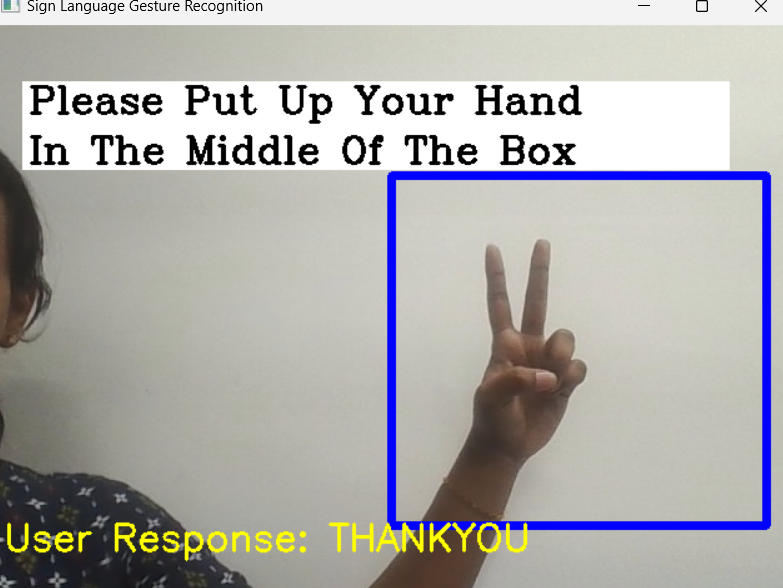 Sign Language Gesture Recognition
Please Put Up Your Hand
In The Middle Of The Box
User Response: THANKYOU